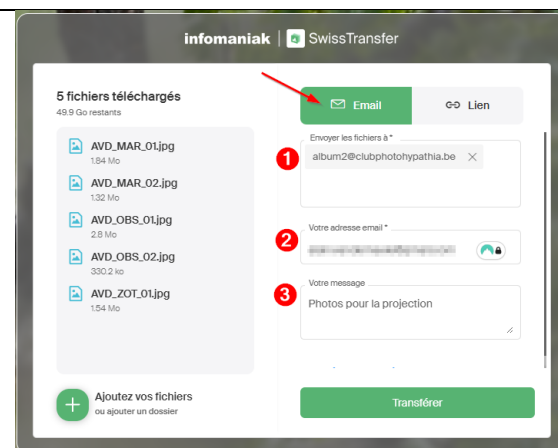 infomaniak | SwissTransfer
5 fichiers téléchargés
49.9 Go restants
AVD_MAR_01.jpg
1.84 Mo
AVD_MAR_02.jpg
1.32 Mo
AVD_OBS_01.jpg
2.8 Mo
AVD_OBS_02.jpg
330.2 ko
AVD_ZOT_01.jpg
1.54 Mo
Ajoutez vos fichiers
ou ajouter un dossier
Email
Lien
Envoyer les fichiers à *
1
album2@clubphotohypathia.be
Votre adresse email *
2
Votre message
3
Photos pour la projection
Transférer